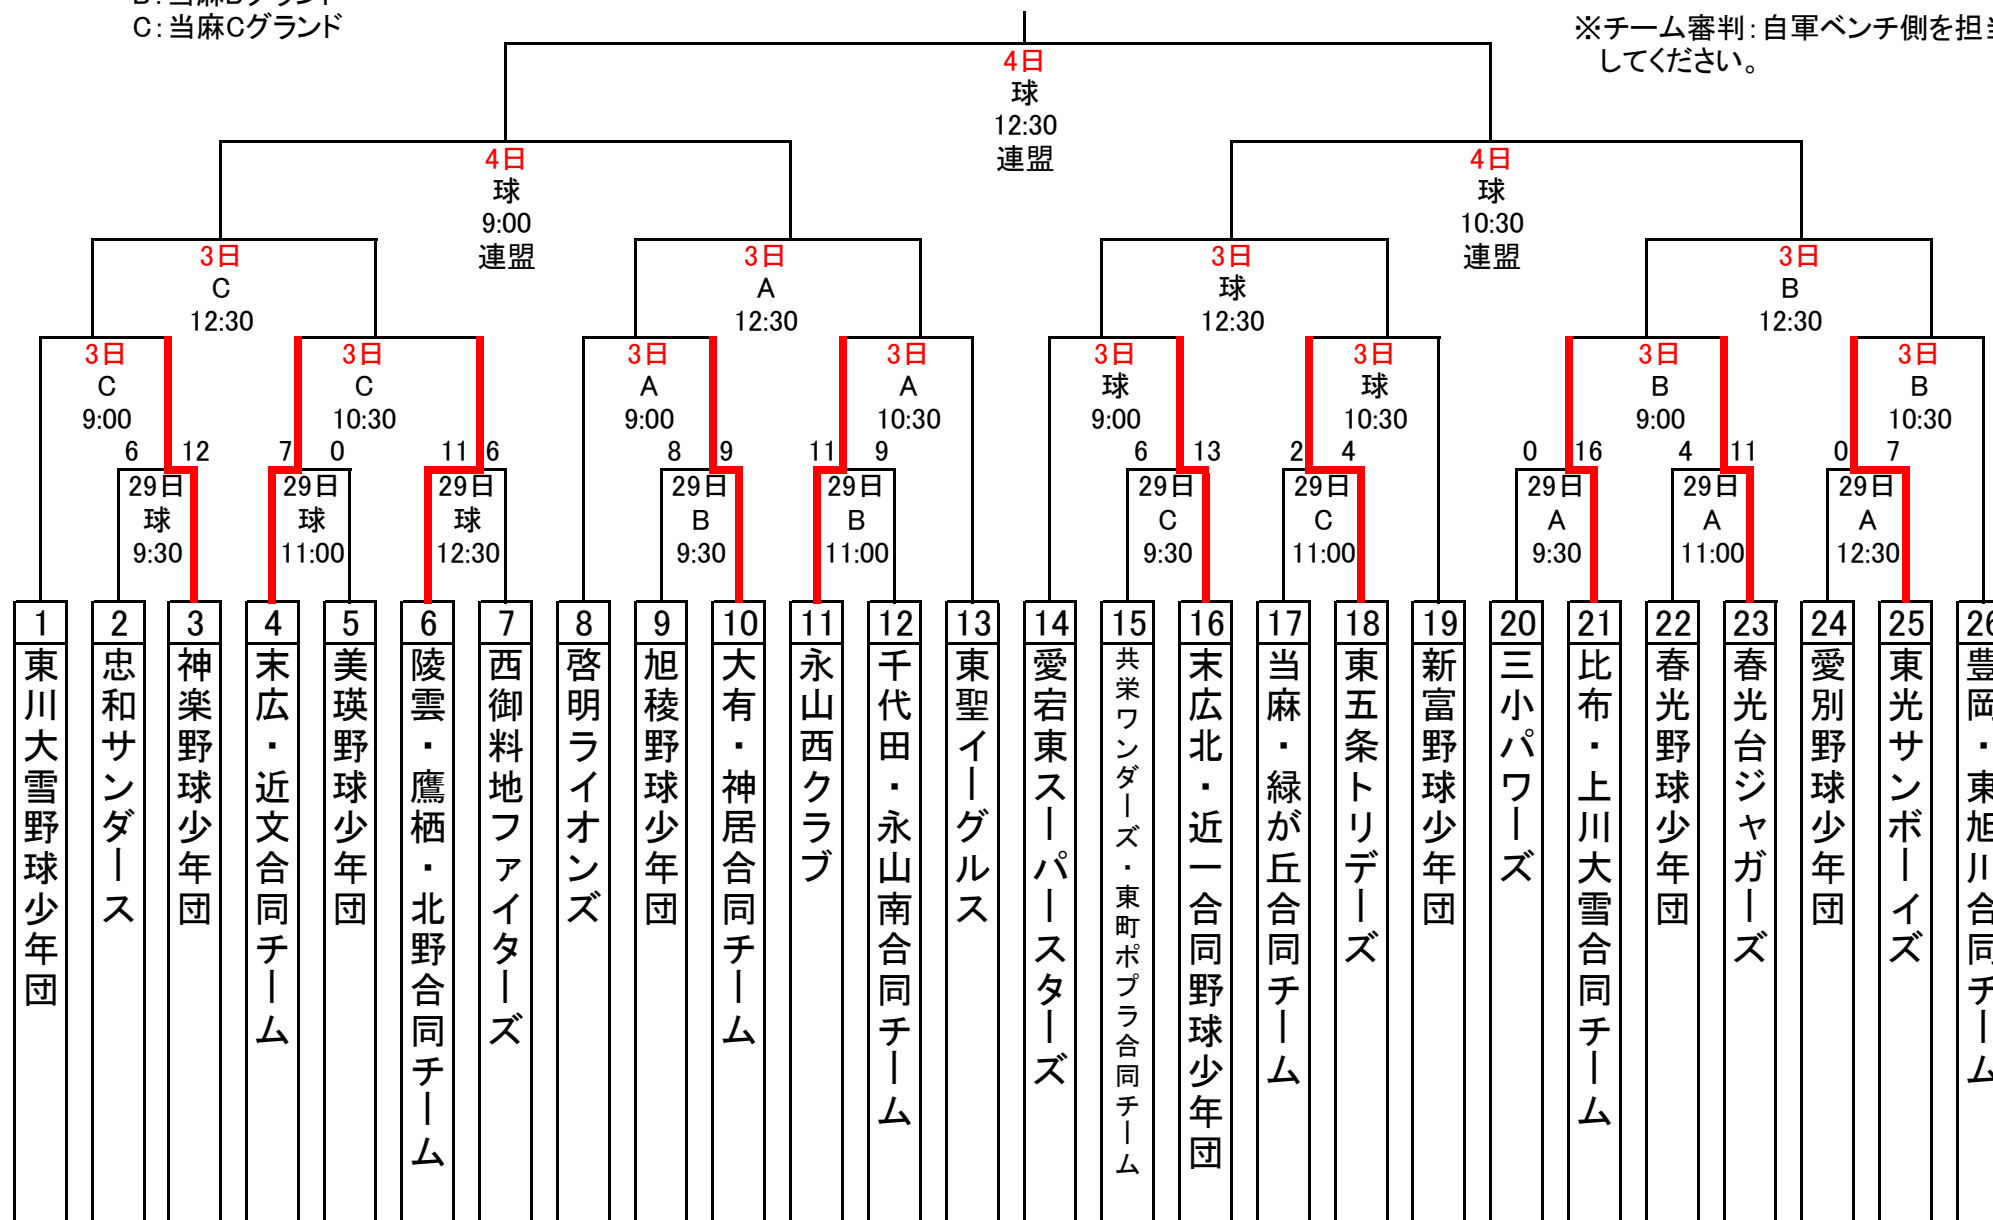 B：当麻Bグランド
C：当麻Cグランド
※チーム審判：自軍ベンチ側を担当
してください。
4日
球
12:30
連盟
4日
球
9:00
連盟
4日
球
10:30
連盟
3日
C
12:30
3日
A
12:30
3日
球
12:30
3日
B
12:30
3日
C
9:00
3日
C
10:30
3日
A
9:00
3日
A
10:30
3日
球
9:00
3日
球
10:30
3日
B
9:00
3日
B
10:30
6 12
29日
球
9:30
7 0
29日
球
11:00
11 6
29日
球
12:30
8 9
29日
B
9:30
11 9
29日
B
11:00
6 13
29日
C
9:30
2 4
29日
C
11:00
0 16
29日
A
9:30
4 11
29日
A
11:00
0 7
29日
A
12:30
1
東川大雪野球少年団
2
忠和サンダース
3
神楽野球少年団
4
末広・近文合同チーム
5
美瑛野球少年団
6
陵雲・鷹栖・北野合同チーム
7
西御料地ファイターズ
8
啓明ライオンズ
9
旭稜野球少年団
10
大有・神居合同チーム
11
永山西クラブ
12
千代田・永山南合同チーム
13
東聖イーグルス
14
愛宕東スーパースターズ
15
共栄ワンダーズ・東町ポプラ合同チーム
16
末広北・近一合同野球少年団
17
当麻・緑が丘合同チーム
18
東五条トリデーズ
19
新富野球少年団
20
三小パワーズ
21
比布・上川大雪合同チーム
22
春光野球少年団
23
春光台ジャガーズ
24
愛別野球少年団
25
東光サンボーイズ
26
豊岡・東旭川合同チーム